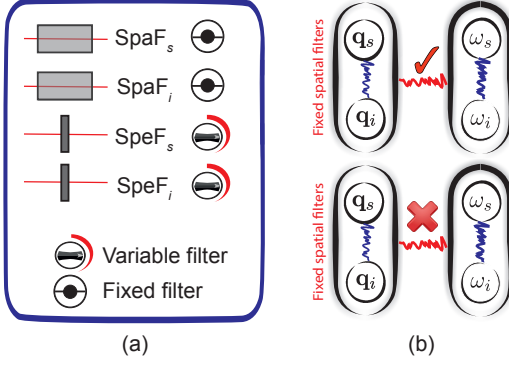 SpaF_s
SpaF_i
SpeF_s
SpeF_i
Variable filter
Fixed filter
(a)
Fixed spatial filters
q_s
q_i
ω_s
ω_i
Fixed spatial filters
q_s
q_i
ω_s
ω_i
(b)